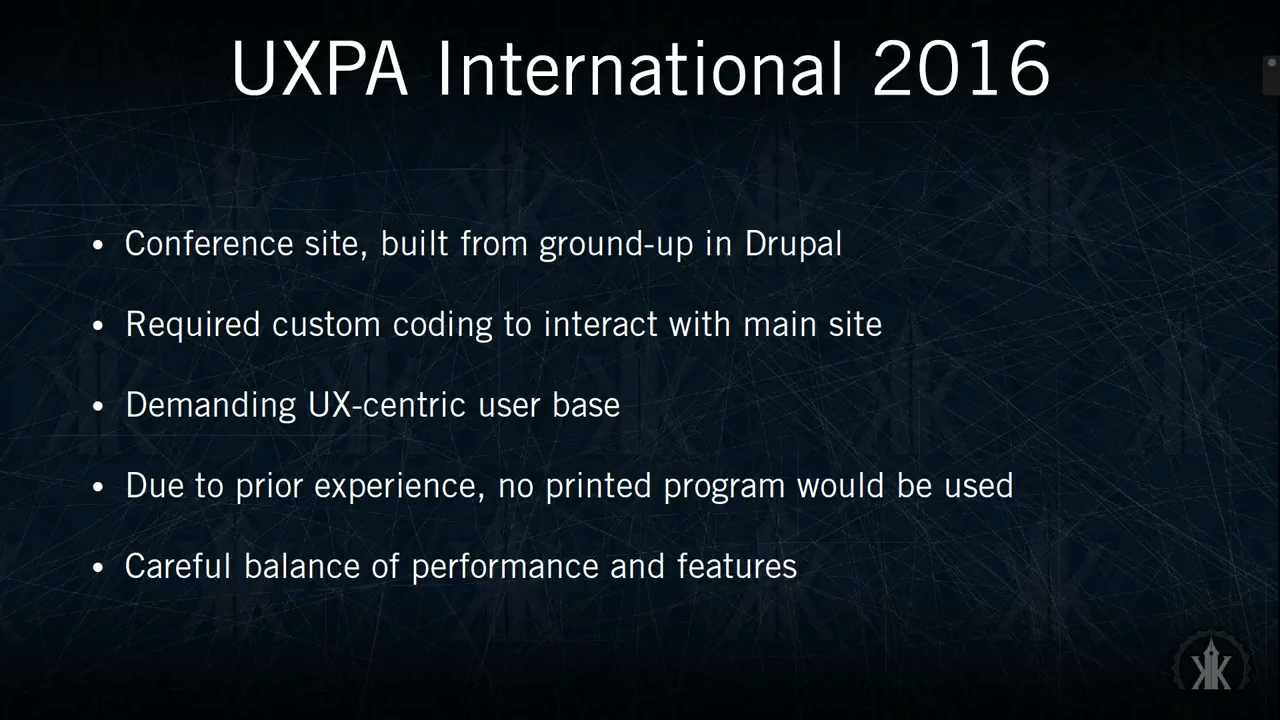 UXPA International 2016
• Conference site, built from ground-up in Drupal
• Required custom coding to interact with main site
• Demanding UX-centric user base
• Due to prior experience, no printed program would be used
• Careful balance of performance and features